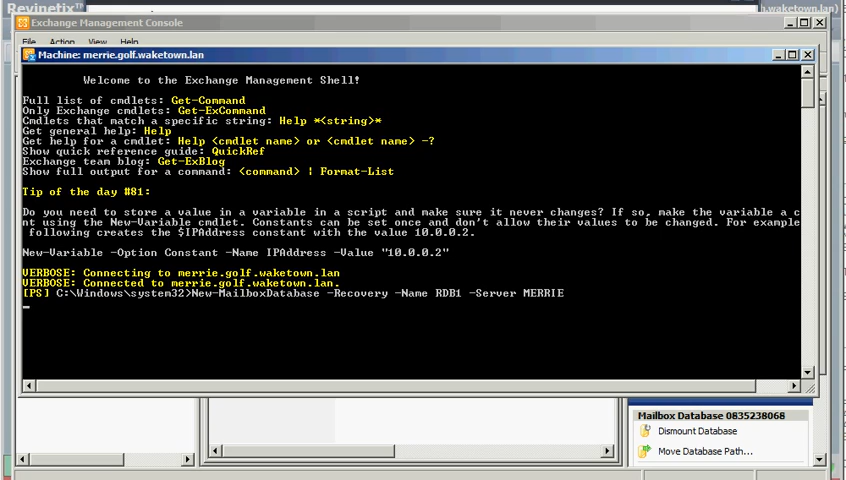 Revinetix
.waketown.lan)
Exchange Management Console
File Action View Help
Machine: merrie.golf.waketown.lan
Welcome to the Exchange Management Shell!
Full list of cmdlets: Get-Command
Only Exchange cmdlets: Get-ExCommand
Cmdlets that match a specific string: Help *<string>*
Get general help: Help
Get help for a cmdlet: Help <cmdlet name> or <cmdlet name> -?
Show quick reference guide: QuickRef
Exchange team blog: Get-ExBlog
Show full output for a command: <command> | Format-List
Tip of the day #81:
Do you need to store a value in a variable in a script and make sure it never changes? If so, make the variable a c
nt using the New-Variable cmdlet. Constants can be set once and don't allow their values to be changed. For example
following creates the $IPAddress constant with the value 10.0.0.2.
New-Variable -Option Constant -Name IPAddress -Value "10.0.0.2"
VERBOSE: Connecting to merrie.golf.waketown.lan
VERBOSE: Connected to merrie.golf.waketown.lan.
[PS] C:\Windows\system32>New-MailboxDatabase -Recovery -Name RDB1 -Server MERRIE
Mailbox Database 0835238068
Dismount Database
Move Database Path...